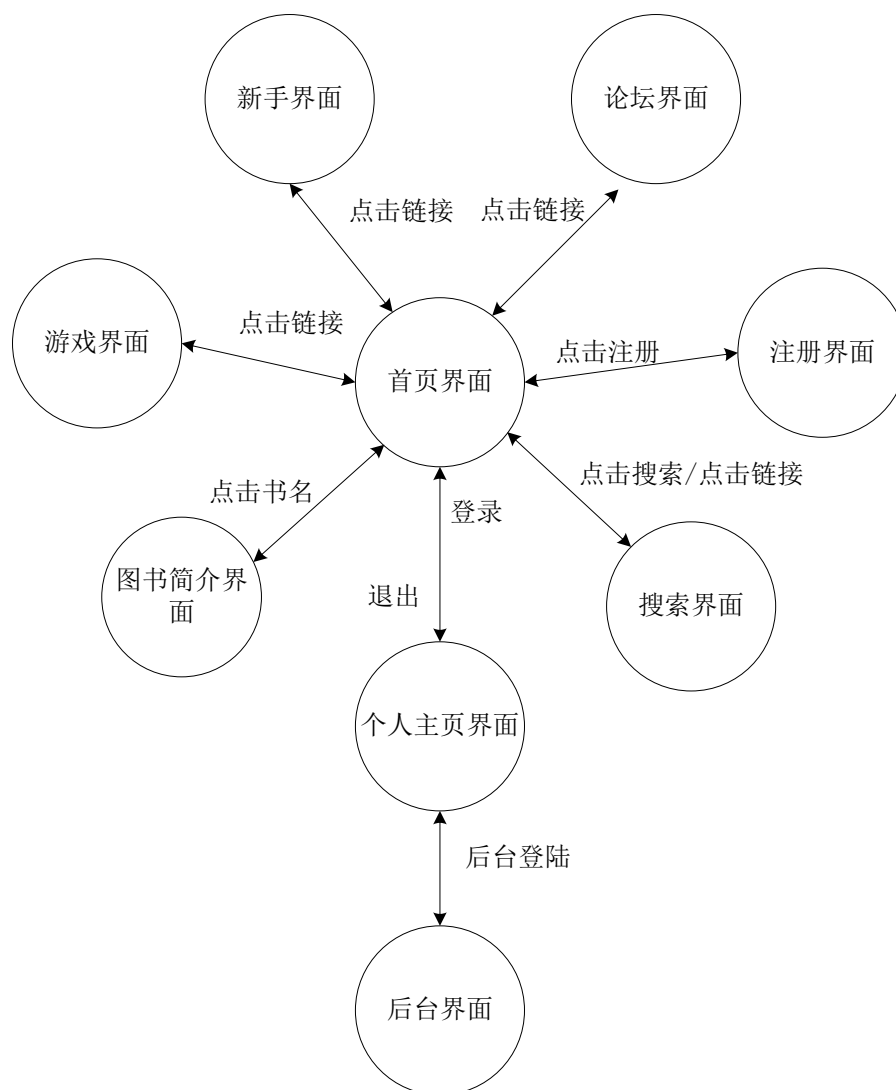 新手界面
论坛界面
点击链接
点击链接
游戏界面
点击链接
首页界面
点击注册
注册界面
点击书名
点击搜索/点击链接
登录
图书简介界
面
退出
搜索界面
个人主页界面
后台登陆
后台界面